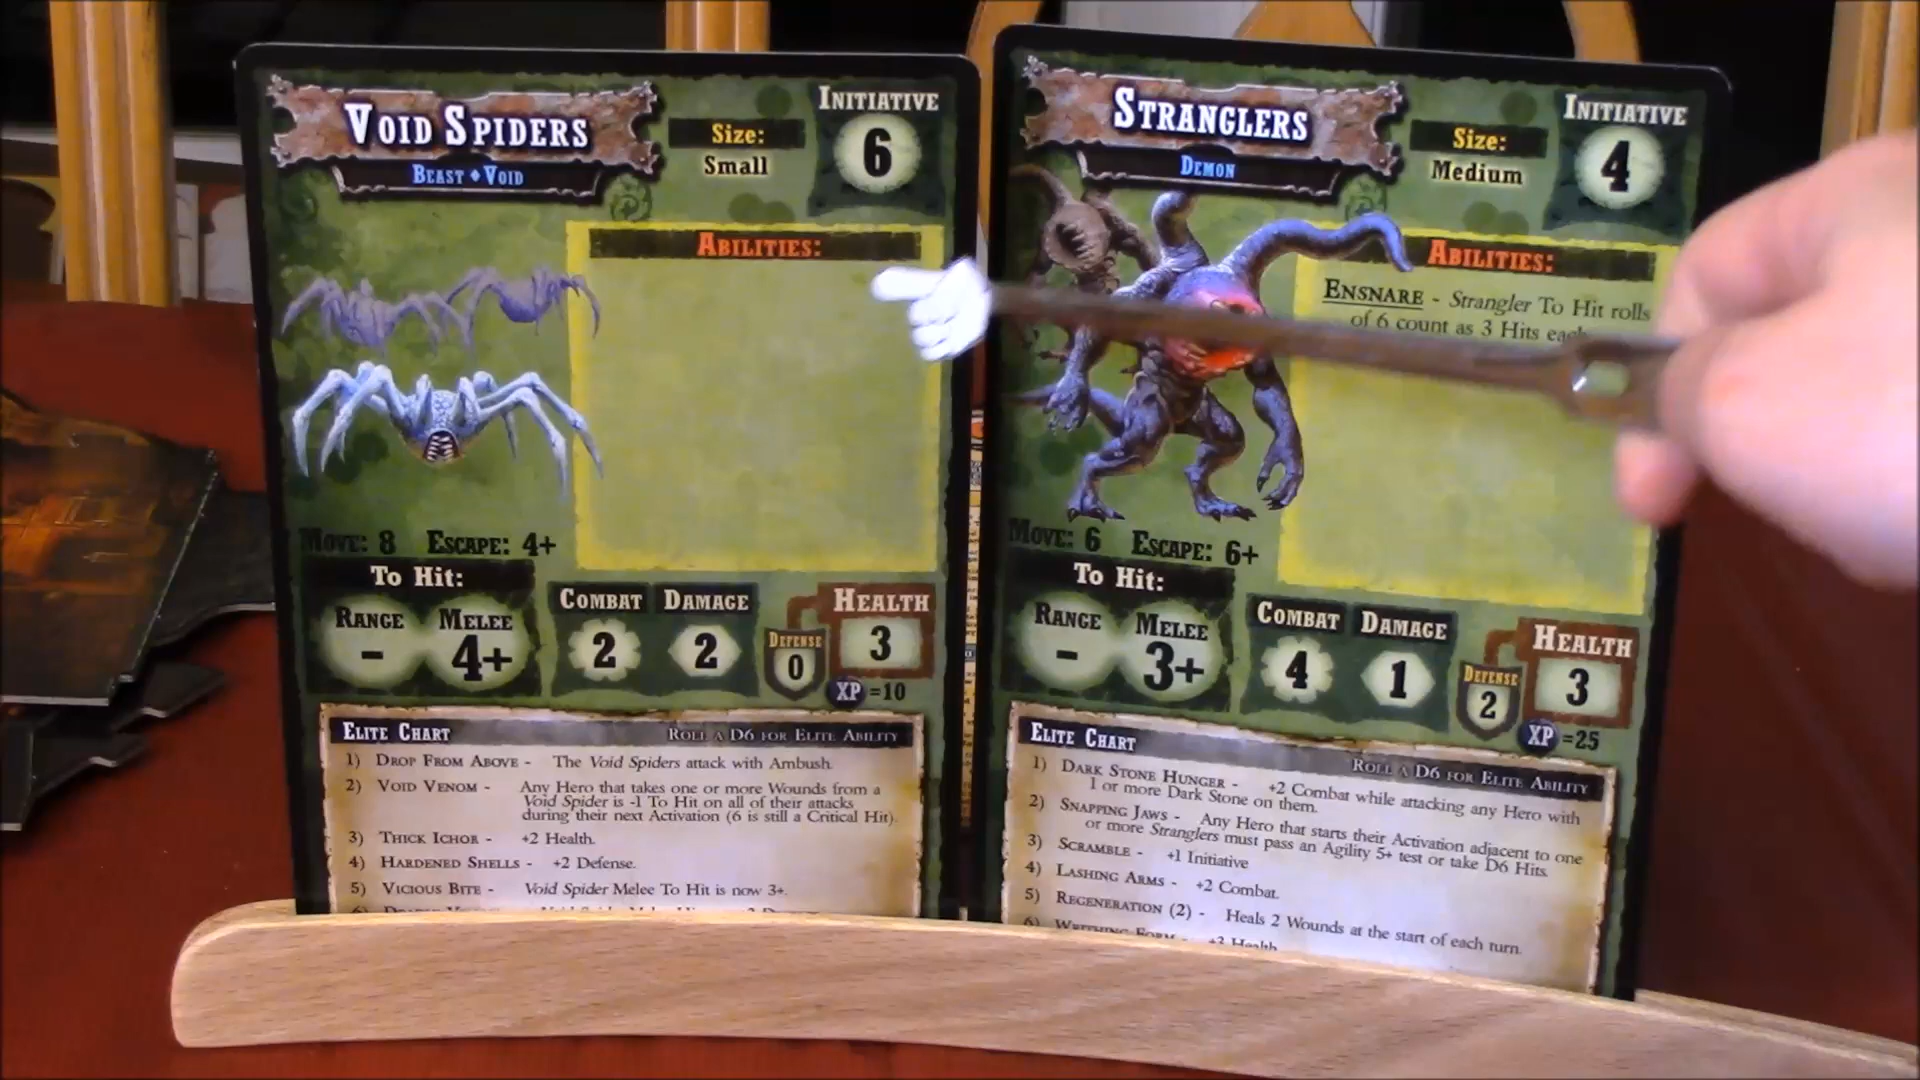 VOID SPIDERS
BEAST ♦ VOID
Size:
Small
INITIATIVE
6
ABILITIES:
MOVE: 8 ESCAPE: 4+
TO HIT:
RANGE MELEE
- 4+
COMBAT DAMAGE
2 2
DEFENSE
0
HEALTH
3
XP =10
ELITE CHART ROLL A D6 FOR ELITE ABILITY
1) DROP FROM ABOVE - The Void Spiders attack with Ambush.
2) VOID VENOM - Any Hero that takes one or more Wounds from a
Void Spider is -1 To Hit on all of their attacks
during their next Activation (6 is still a Critical Hit).
3) THICK ICHOR - +2 Health.
4) HARDENED SHELLS - +2 Defense.
5) VICIOUS BITE - Void Spider Melee To Hit is now 3+.
STRANGLERS
DEMON
Size:
Medium
INITIATIVE
4
ABILITIES:
ENSNARE - Strangler To Hit rolls
of 6 count as 3 Hits
MOVE: 6 ESCAPE: 6+
TO HIT:
RANGE MELEE
- 3+
COMBAT DAMAGE
4 1
DEFENSE
2
HEALTH
3
XP =25
ELITE CHART ROLL A D6 FOR ELITE ABILITY
1) DARK STONE HUNGER - +2 Combat while attacking any Hero with
1 or more Dark Stone on them.
2) SNAPPING JAWS - Any Hero that starts their Activation adjacent to one
or more Stranglers must pass an Agility 5+ test or take D6 Hits.
3) SCRAMBLE - +1 Initiative
4) LASHING ARMS - +2 Combat.
5) REGENERATION (2) - Heals 2 Wounds at the start of each turn.
6) WRITHING FORM - +2 Health